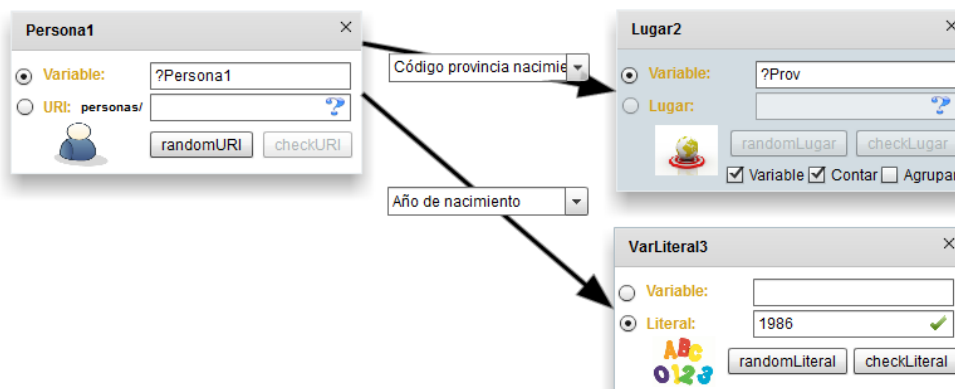 Persona1
Variable:
?Persona1
URI: personas/
randomURI
checkURI
Código provincia nacimie
Año de nacimiento
Lugar2
Variable:
?Prov
Lugar:
randomLugar
checkLugar
Variable
Contar
Agrupar
VarLiteral3
Variable:
Literal:
1986
ABC
0123
randomLiteral
checkLiteral